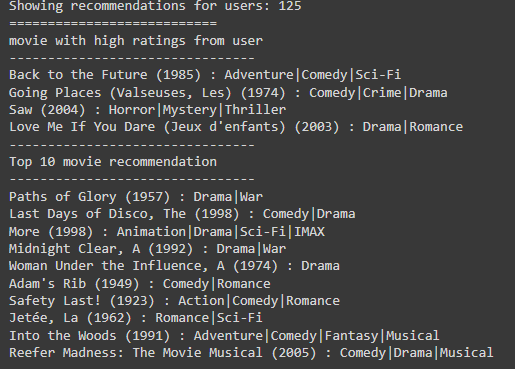 Showing recommendations for users: 125
===========================
movie with high ratings from user
--------------------------------
Back to the Future (1985) : Adventure|Comedy|Sci-Fi
Going Places (Valseuses, Les) (1974) : Comedy|Crime|Drama
Saw (2004) : Horror|Mystery|Thriller
Love Me If You Dare (Jeux d'enfants) (2003) : Drama|Romance
--------------------------------
Top 10 movie recommendation
--------------------------------
Paths of Glory (1957) : Drama|War
Last Days of Disco, The (1998) : Comedy|Drama
More (1998) : Animation|Drama|Sci-Fi|IMAX
Midnight Clear, A (1992) : Drama|War
Woman Under the Influence, A (1974) : Drama
Adam's Rib (1949) : Comedy|Romance
Safety Last! (1923) : Action|Comedy|Romance
Jetée, La (1962) : Romance|Sci-Fi
Into the Woods (1991) : Adventure|Comedy|Fantasy|Musical
Reefer Madness: The Movie Musical (2005) : Comedy|Drama|Musical